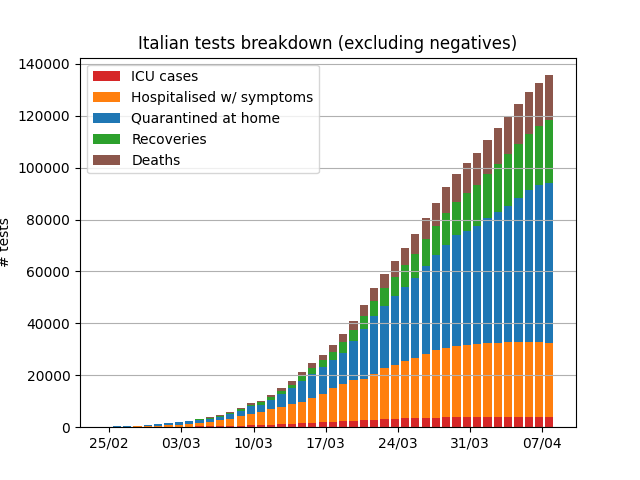 Italian tests breakdown (excluding negatives)
140000
120000
100000
80000
60000
40000
20000
0
# tests
ICU cases
Hospitalised w/ symptoms
Quarantined at home
Recoveries
Deaths
25/02 03/03 10/03 17/03 24/03 31/03 07/04